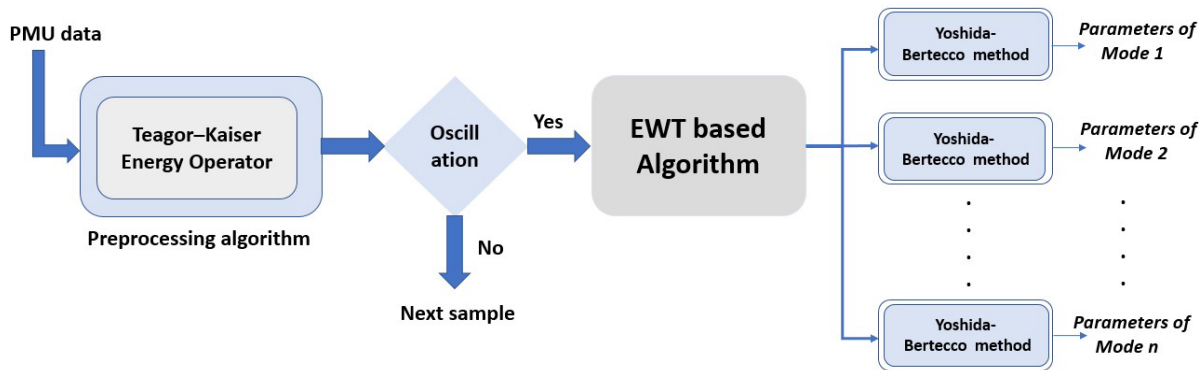 PMU data
Teagor–Kaiser
Energy Operator
Preprocessing algorithm
Oscill
ation
Yes
No
Next sample
EWT based
Algorithm
Yoshida-
Bertecco method
Parameters of
Mode 1
Yoshida-
Bertecco method
Parameters of
Mode 2
Yoshida-
Bertecco method
Parameters of
Mode n